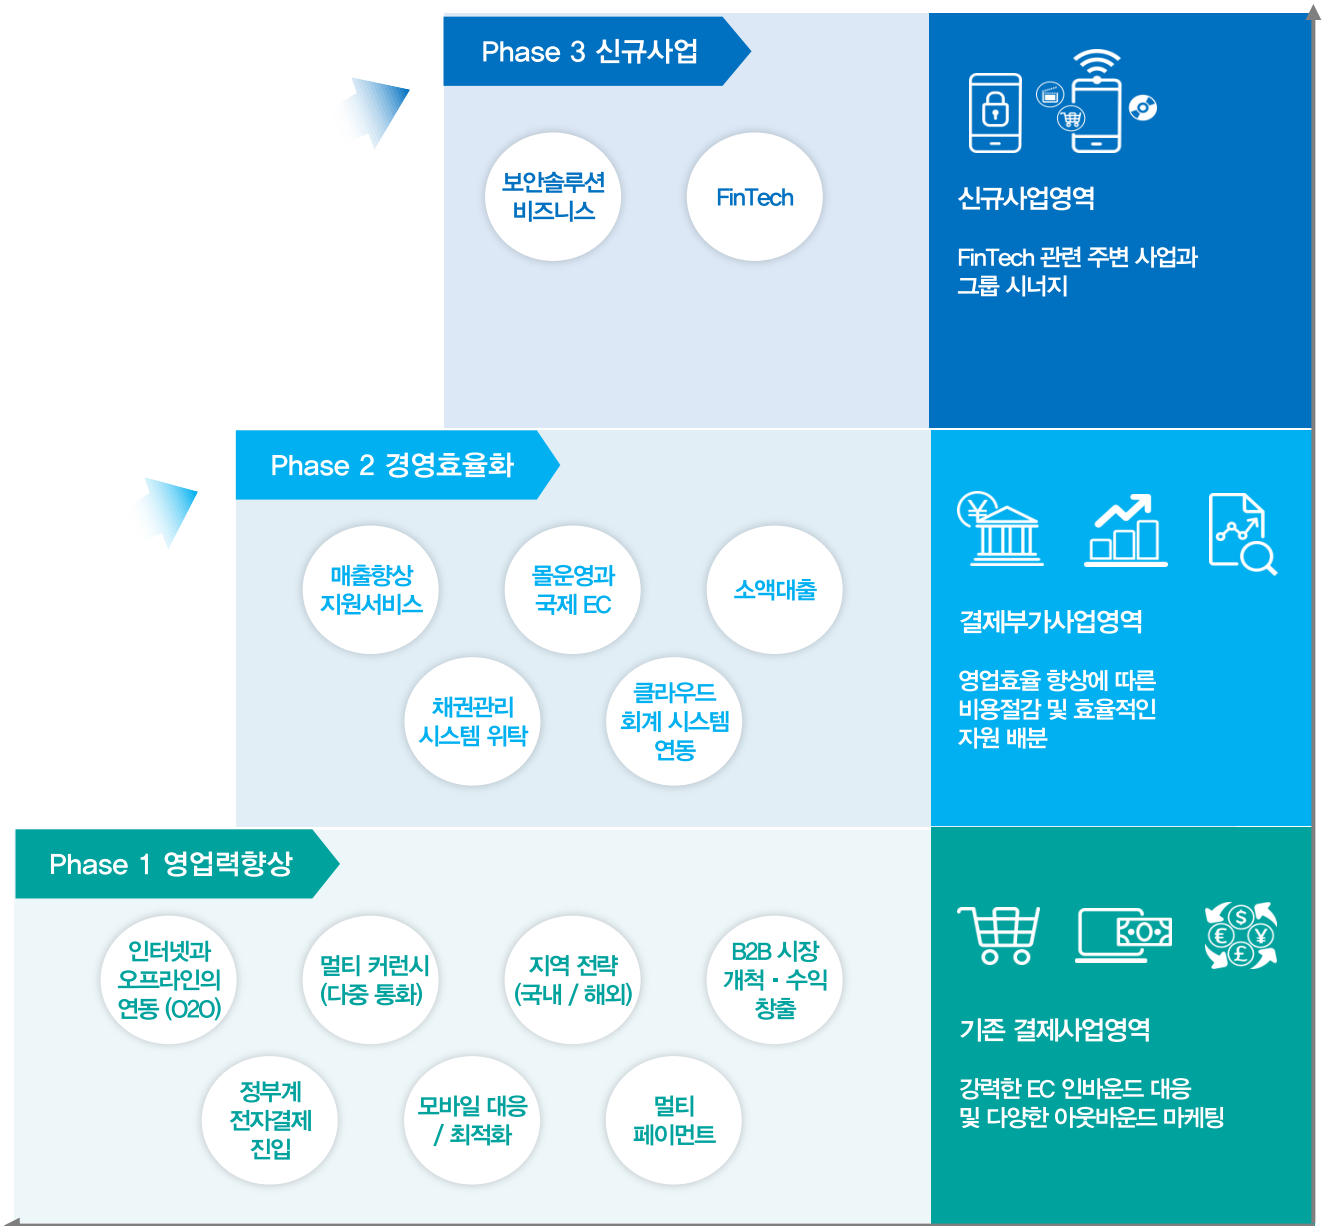 Phase 3 신규사업
보안솔루션
비즈니스
FinTech
신규사업영역
FinTech 관련 주변 사업과
그룹 시너지
Phase 2 경영효율화
매출향상
지원서비스
몰운영과
국제 EC
소액대출
채권관리
시스템 위탁
클라우드
회계 시스템
연동
¥
결제부가사업영역
영업효율 향상에 따른
비용절감 및 효율적인
자원 배분
Phase 1 영업력향상
인터넷과
오프라인의
연동 (O2O)
멀티 커런시
(다중 통화)
지역 전략
(국내 / 해외)
B2B 시장
개척 · 수익
창출
정부계
전자결제
진입
모바일 대응
/ 최적화
멀티
페이먼트
$
€ ¥
£
기존 결제사업영역
강력한 EC 인바운드 대응
및 다양한 아웃바운드 마케팅